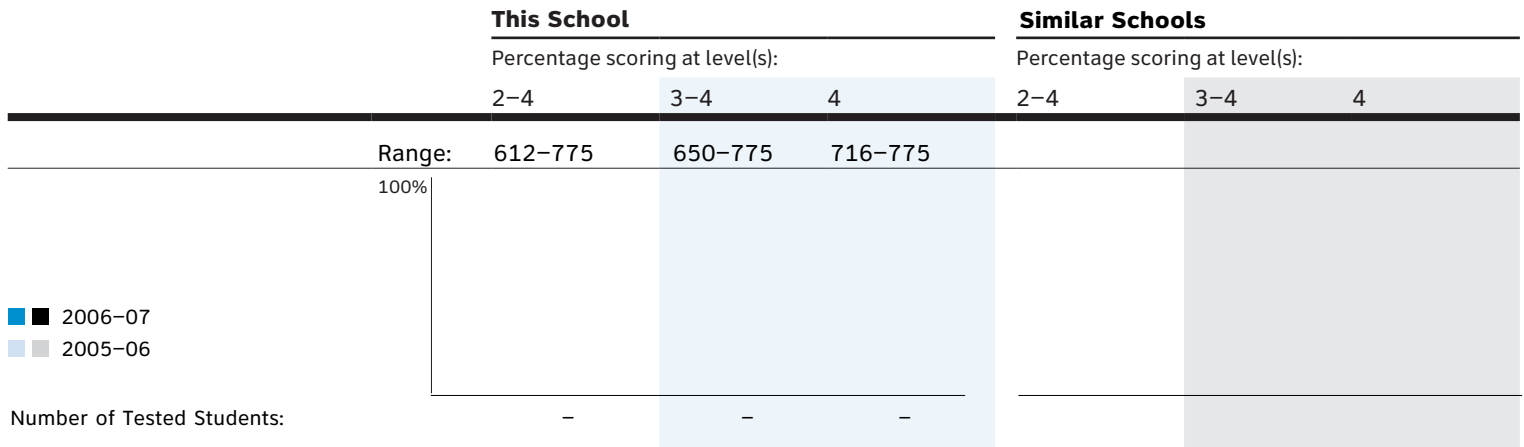 This School Similar Schools
Percentage scoring at level(s): Percentage scoring at level(s):
2–4 3–4 4 2–4 3–4 4
Range: 612–775 650–775 716–775
100%
2006–07
2005–06
Number of Tested Students: – – –